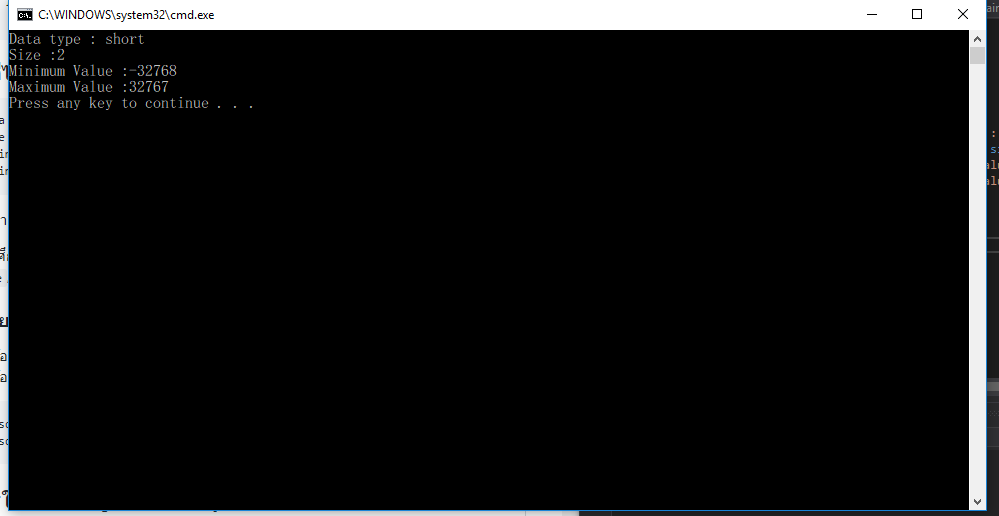 C:\WINDOWS\system32\cmd.exe
Data type : short
Size :2
Minimum Value :-32768
Maximum Value :32767
Press any key to continue . . .